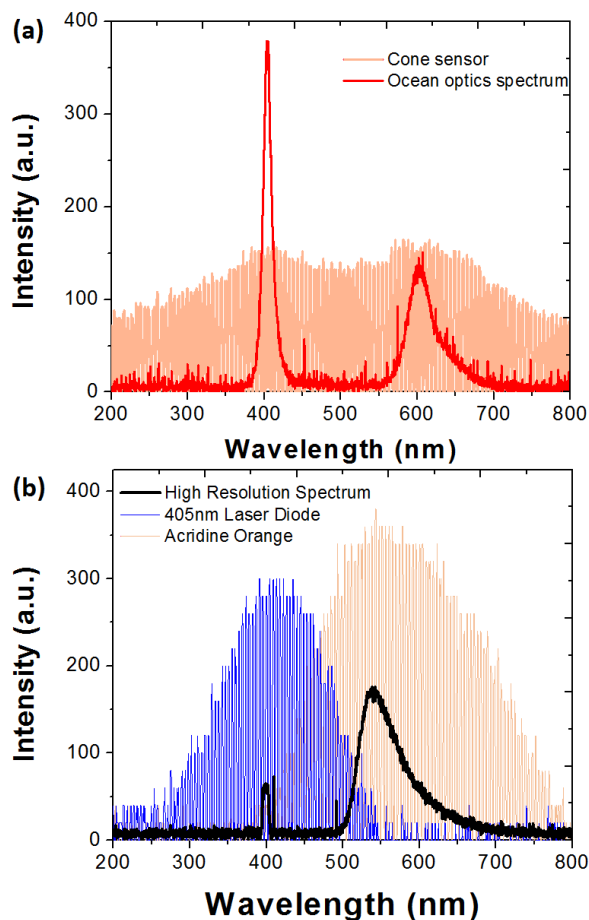 (a)
400
300
200
100
0
Intensity (a.u.)
Cone sensor
Ocean optics spectrum
200 300 400 500 600 700 800
Wavelength (nm)
(b)
400
300
200
100
0
Intensity (a.u.)
High Resolution Spectrum
405nm Laser Diode
Acridine Orange
200 300 400 500 600 700 800
Wavelength (nm)